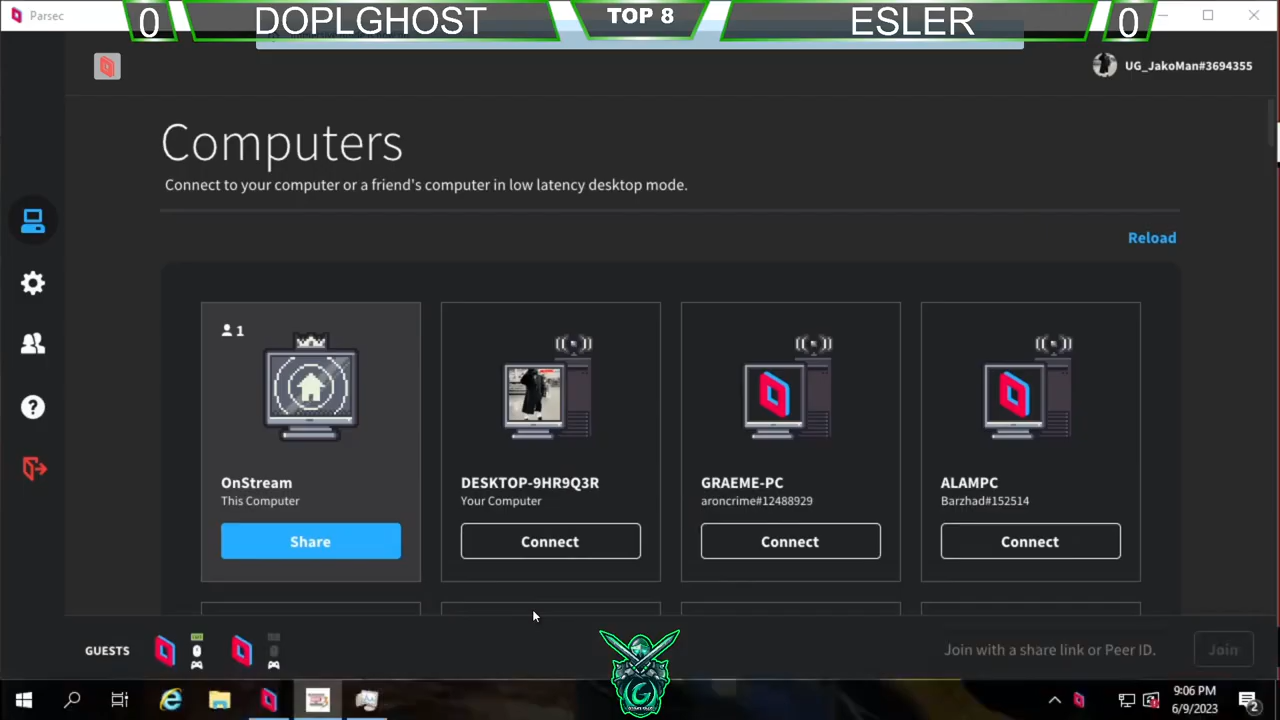 Parsec
0 DOPLGHOST TOP 8 ESLER 0
UG_JakoMan#3694355
Computers
Connect to your computer or a friend's computer in low latency desktop mode.
Reload
1
OnStream
This Computer
Share
DESKTOP-9HR9Q3R
Your Computer
Connect
GRAEME-PC
aroncrime#12488929
Connect
ALAMPC
Barzhad#152514
Connect
GUESTS
Join with a share link or Peer ID.
Join
9:06 PM
6/9/2023
2